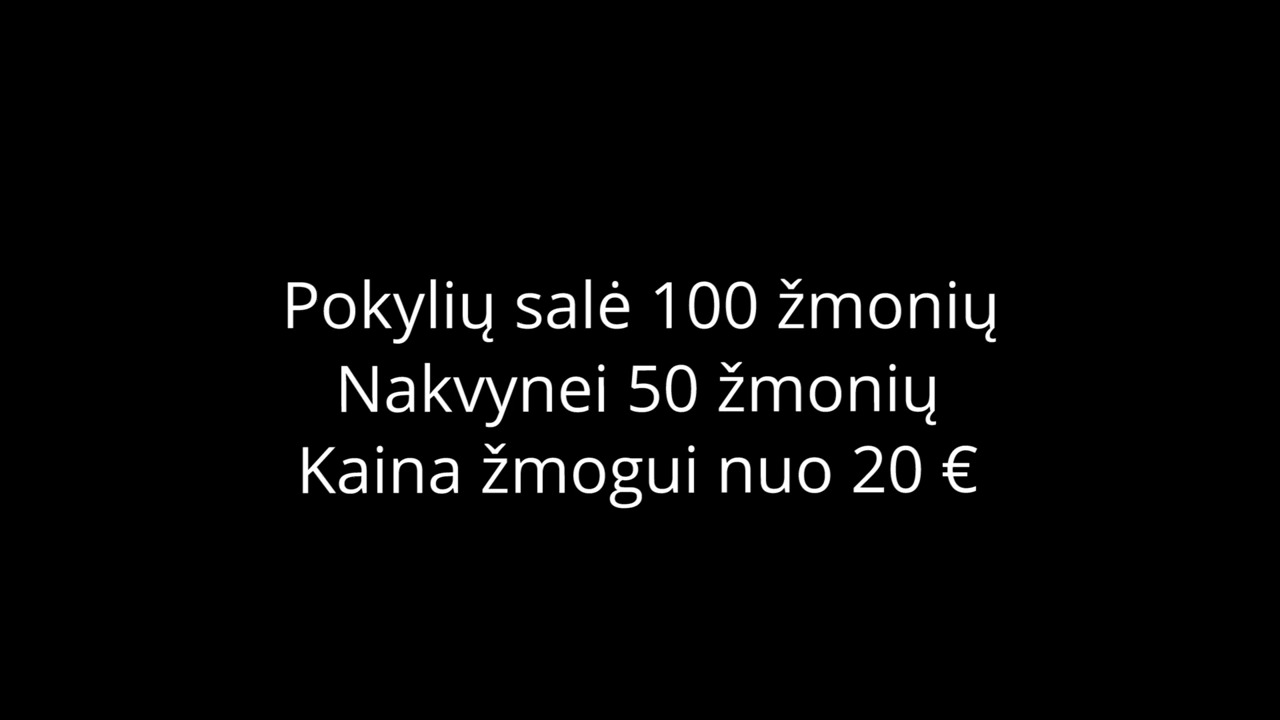 Pokylių salė 100 žmonių
Nakvynei 50 žmonių
Kaina žmogui nuo 20 €